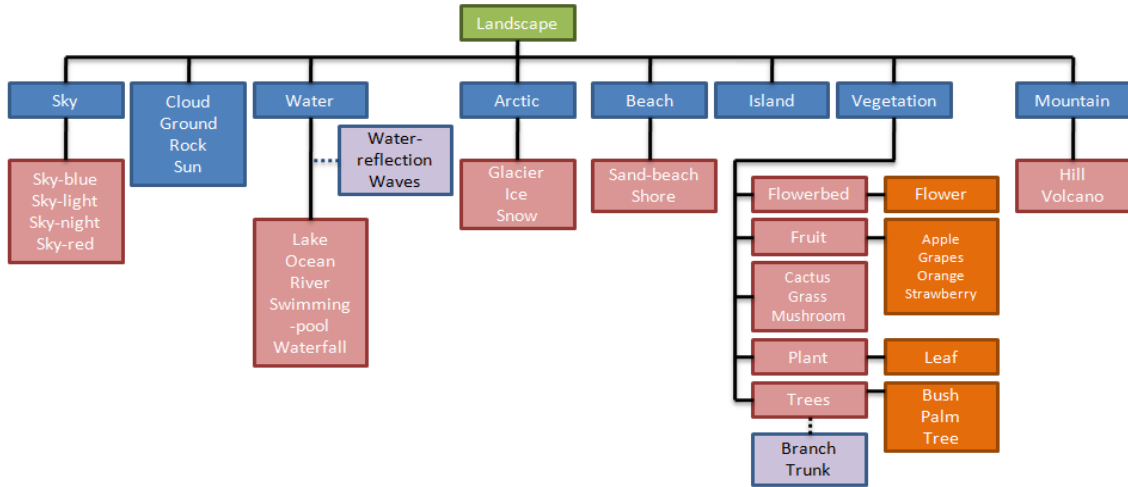 Landscape
Sky
Cloud
Ground
Rock
Sun
Water
Arctic
Beach
Island
Vegetation
Mountain
Sky-blue
Sky-light
Sky-night
Sky-red
Water-
reflection
Waves
Lake
Ocean
River
Swimming
-pool
Waterfall
Glacier
Ice
Snow
Sand-beach
Shore
Flowerbed
Flower
Fruit
Apple
Grapes
Orange
Strawberry
Cactus
Grass
Mushroom
Plant
Leaf
Trees
Bush
Palm
Tree
Branch
Trunk
Hill
Volcano